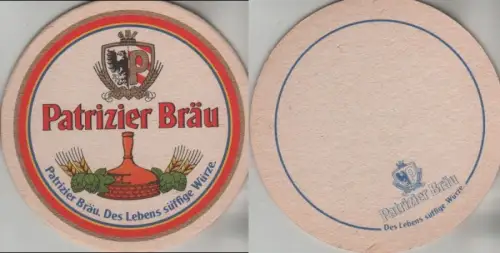 P
Patrizier Bräu
Patrizier Bräu. Des Lebens süffige Würze.
Patrizier Bräu
Des Lebens süffige Würze.